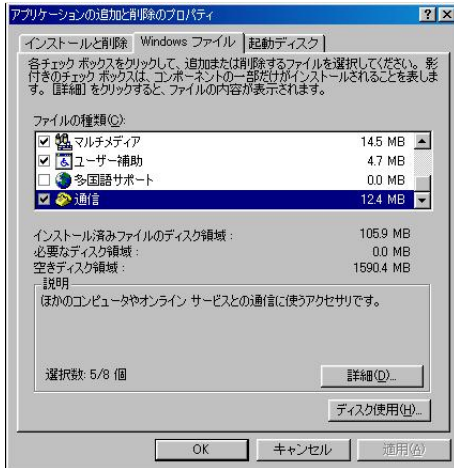 アプリケーションの追加と削除のプロパティ
インストールと削除 Windows ファイル 起動ディスク
各チェック ボックスをクリックして、追加または削除するファイルを選択してください。影
付きのチェック ボックスは、コンポーネントの一部だけがインストールされることを表しま
す。[詳細] をクリックすると、ファイルの内容が表示されます。
ファイルの種類(C):
マルチメディア 14.5 MB
ユーザー補助 4.7 MB
多国語サポート 0.0 MB
通信 12.4 MB
インストール済みファイルのディスク領域 : 105.9 MB
必要なディスク領域 : 0.0 MB
空きディスク領域 : 1590.4 MB
説明
ほかのコンピュータやオンライン サービスとの通信に使うアクセサリです。
選択数: 5/8 個
詳細(D)...
ディスク使用(H)...
OK キャンセル 適用(A)